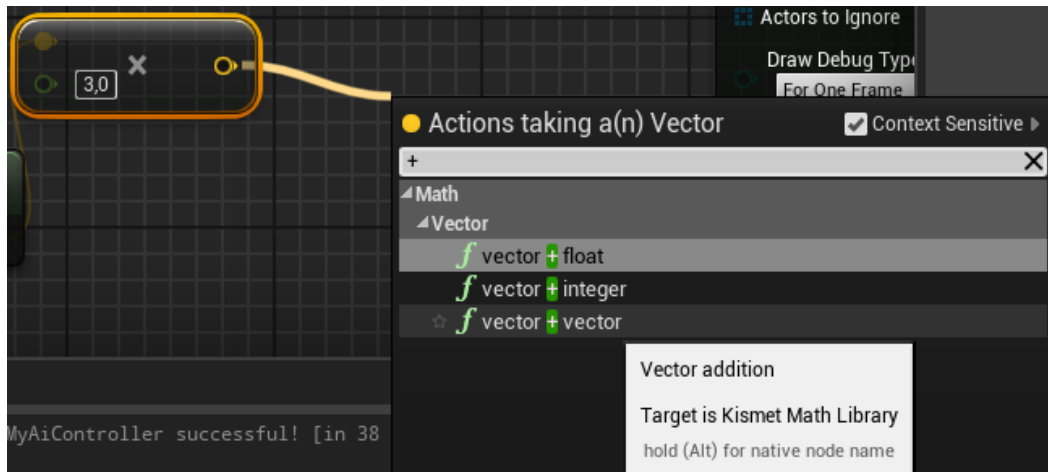 Actors to Ignore
Draw Debug Type
For One Frame
3,0
Actions taking a(n) Vector
Context Sensitive
+
Math
Vector
f vector + float
f vector + integer
f vector + vector
Vector addition
Target is Kismet Math Library
hold (Alt) for native node name
MyAiController successful! [in 38